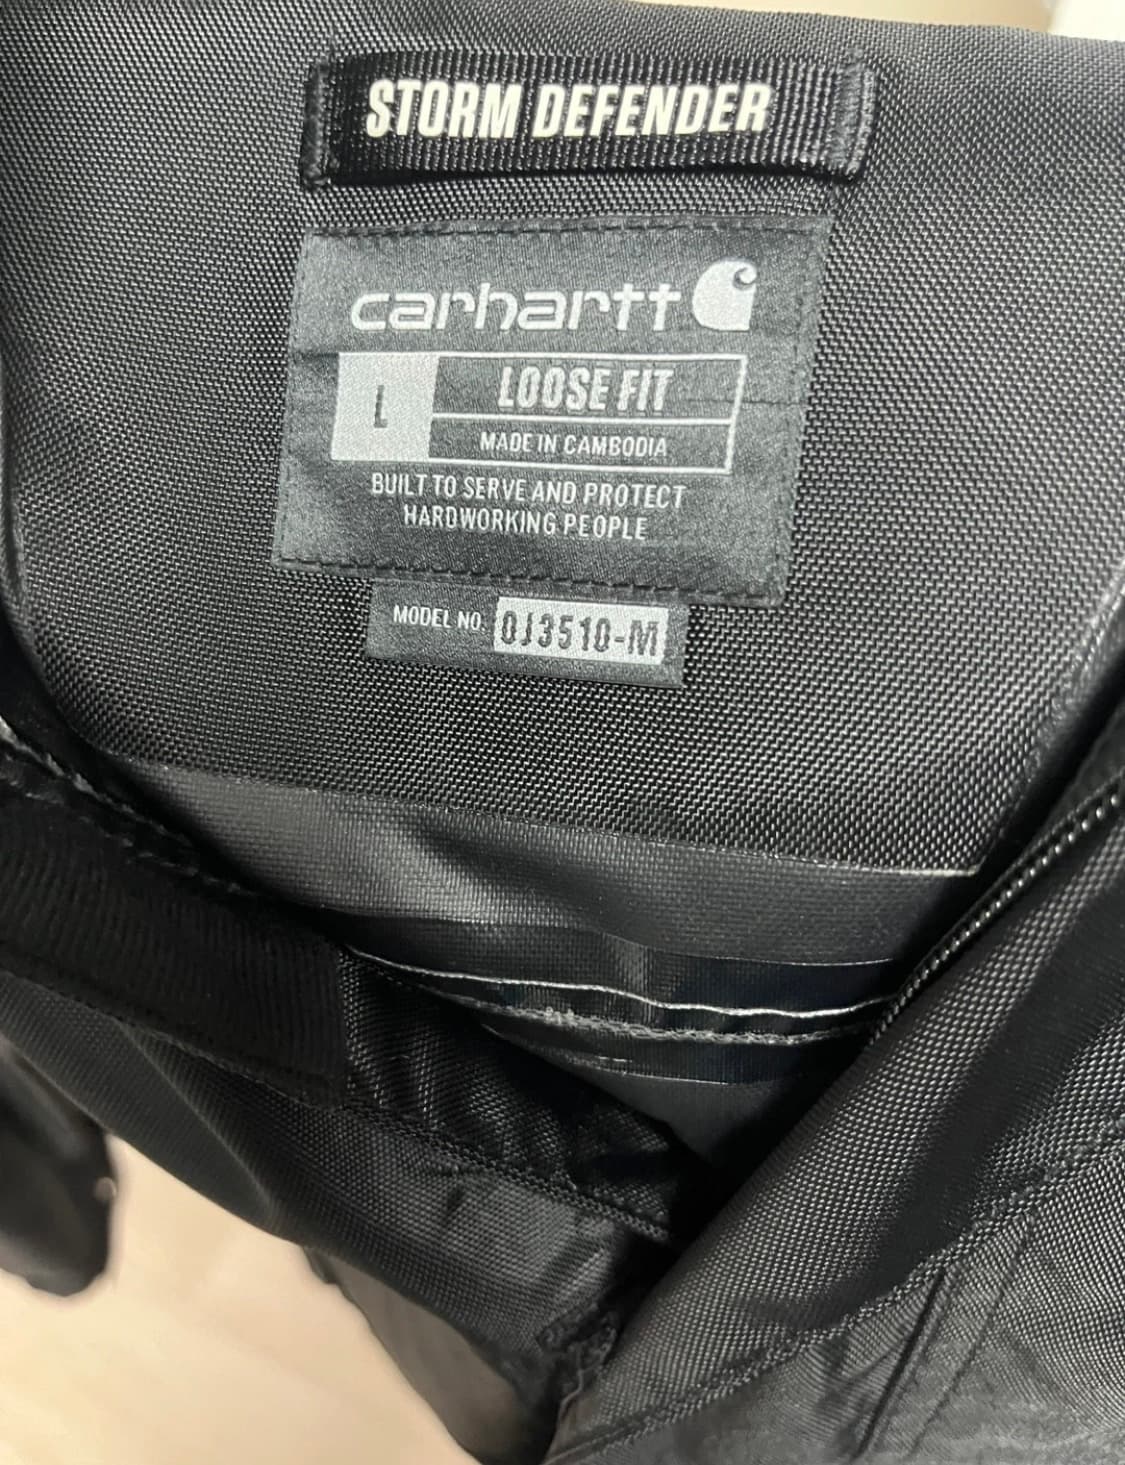 STORM DEFENDER
carhartt
L
LOOSE FIT
MADE IN CAMBODIA
BUILT TO SERVE AND PROTECT
HARDWORKING PEOPLE
MODEL NO. OJ3510-M